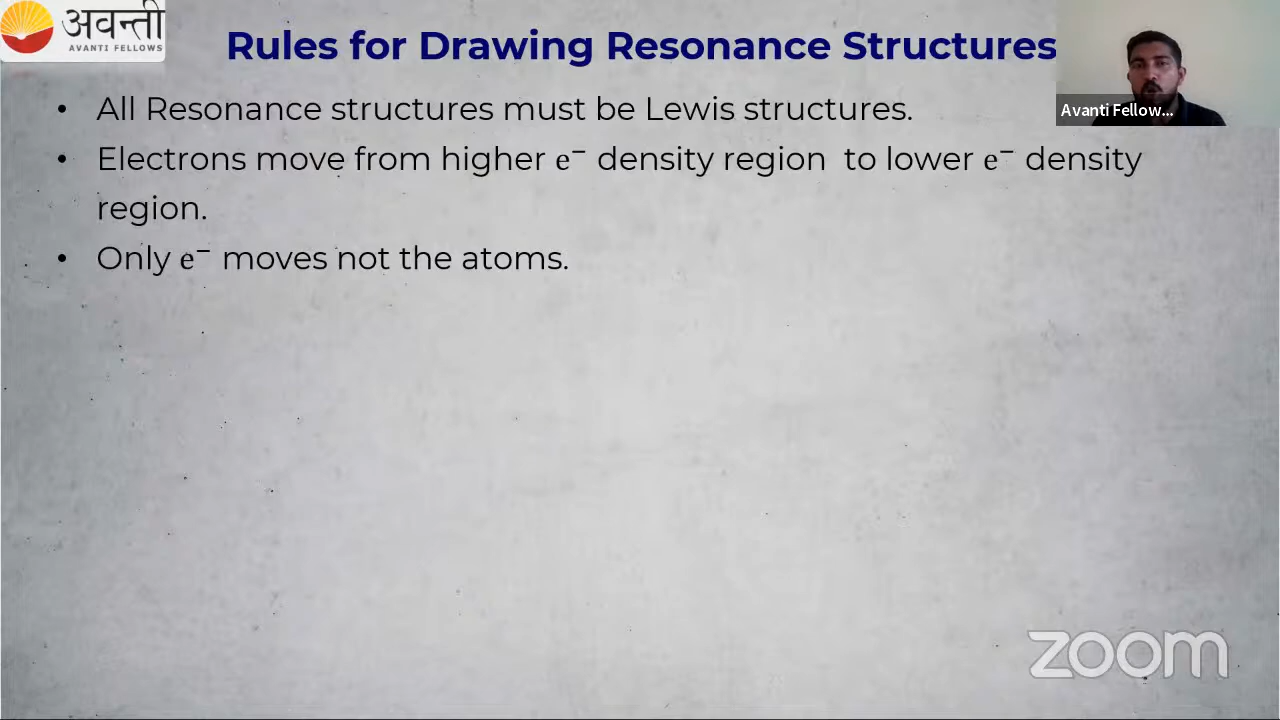 अवन्ती
AVANTI FELLOWS
Rules for Drawing Resonance Structures
Avanti Fellow...
• All Resonance structures must be Lewis structures.
• Electrons move from higher e⁻ density region to lower e⁻ density
region.
• Only e⁻ moves not the atoms.
zoom